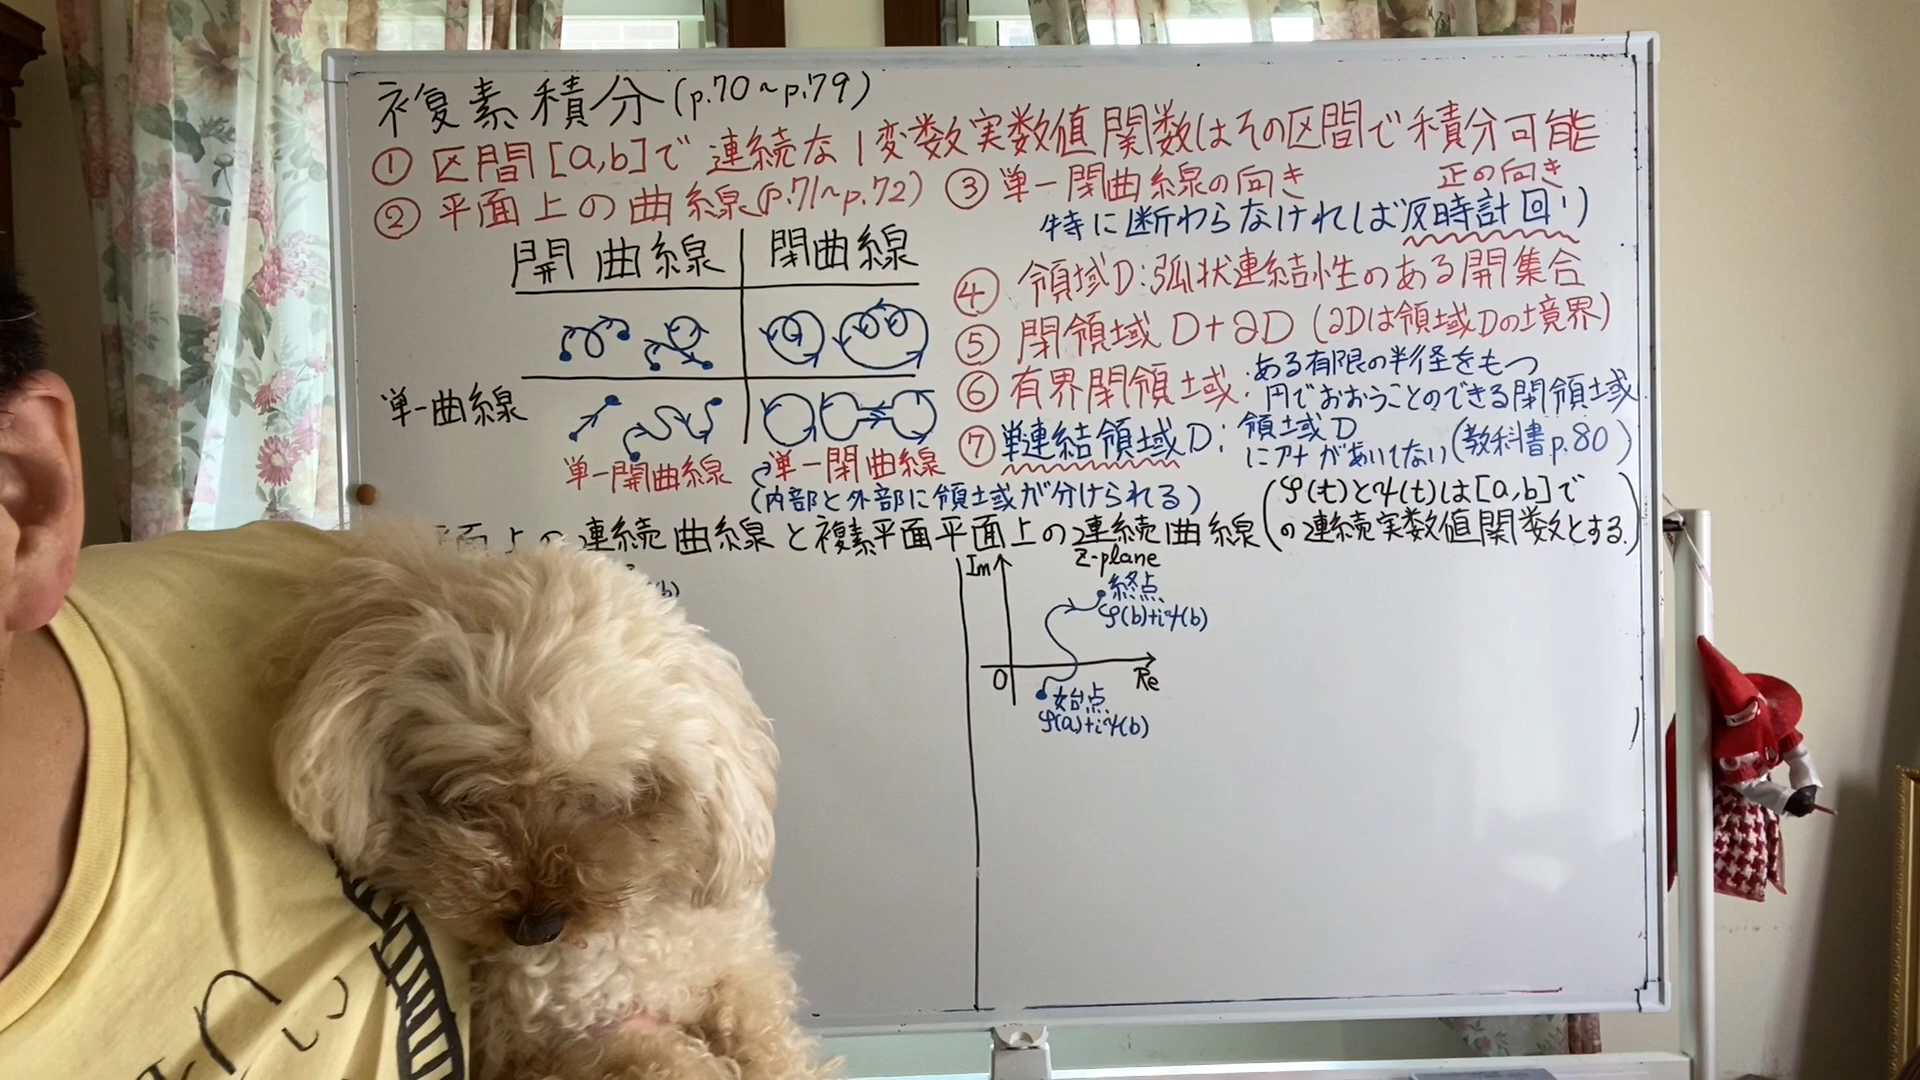 複素積分(p.70～p.79)
① 区間[a,b]で連続な1変数実数値関数はその区間で積分可能
② 平面上の曲線(p.71～p.72)
開曲線 閉曲線
単一曲線
単一開曲線 単一閉曲線
(内部と外部に領域が分けられる)
③ 単一閉曲線の向き 正の向き
特に断わらなければ反時計回り
④ 領域D:弧状連結性のある開集合
⑤ 閉領域 D+∂D (∂Dは領域Dの境界)
⑥ 有界閉領域:ある有限の半径をもつ
円でおおうことのできる閉領域
⑦ 単連結領域D:領域D
にアナがあいてない(教科書p.80)
平面上の連続曲線と複素平面平面上の連続曲線
(φ(t)とψ(t)は[a,b]で
の連続実数値関数とする.)
b)
Im
z-plane
終点
φ(b)+iψ(b)
O
Re
始点
φ(a)+iψ(b)